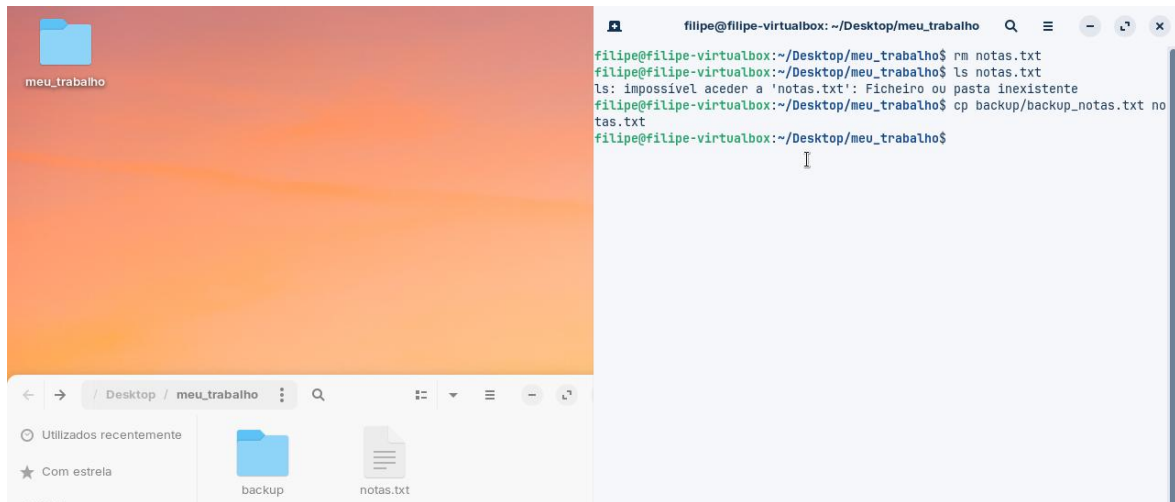 meu_trabalho
filipe@filipe-virtualbox: ~/Desktop/meu_trabalho
filipe@filipe-virtualbox:~/Desktop/meu_trabalho$ rm notas.txt
filipe@filipe-virtualbox:~/Desktop/meu_trabalho$ ls notas.txt
ls: impossível aceder a 'notas.txt': Ficheiro ou pasta inexistente
filipe@filipe-virtualbox:~/Desktop/meu_trabalho$ cp backup/backup_notas.txt no
tas.txt
filipe@filipe-virtualbox:~/Desktop/meu_trabalho$
/ Desktop / meu_trabalho
Utilizados recentemente
Com estrela
backup
notas.txt